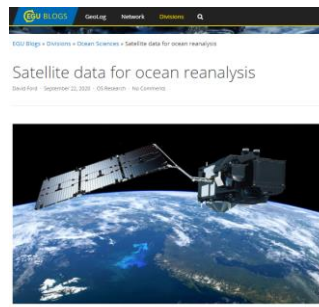 EGU BLOGS GeoLog Network Divisions
EGU Blogs » Divisions » Ocean Sciences » Satellite data for ocean reanalysis
Satellite data for ocean reanalysis
David Ford - September 22, 2020 - OS Research - No Comments